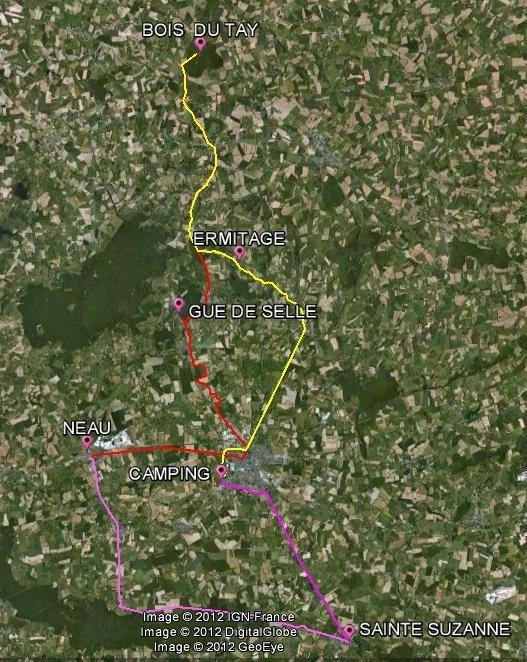 BOIS DU TAY
ERMITAGE
GUE DE SELLE
NEAU
CAMPING
SAINTE SUZANNE
Image © 2012 IGN-France
Image © 2012 DigitalGlobe
Image © 2012 GeoEye